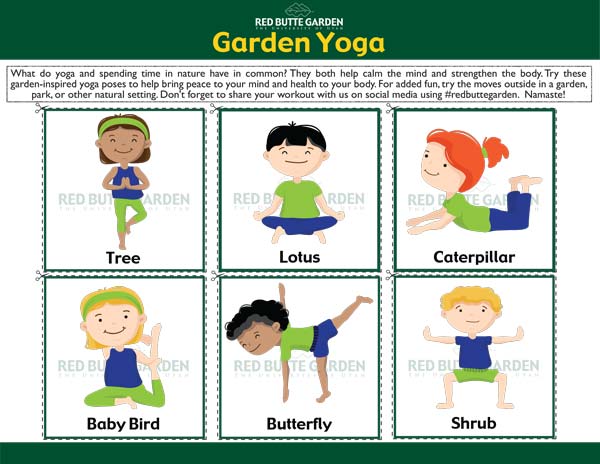 RED BUTTE GARDEN
THE UNIVERSITY OF UTAH
Garden Yoga
What do yoga and spending time in nature have in common? They both help calm the mind and strengthen the body. Try these
garden-inspired yoga poses to help bring peace to your mind and health to your body. For added fun, try the moves outside in a garden,
park, or other natural setting. Don't forget to share your workout with us on social media using #redbuttegarden. Namaste!
RED BUTTE GARDEN
THE UNIVERSITY OF UTAH
Tree
RED BUTTE GARDEN
THE UNIVERSITY OF UTAH
Lotus
RED BUTTE GARDEN
THE UNIVERSITY OF UTAH
Caterpillar
RED BUTTE GARDEN
THE UNIVERSITY OF UTAH
Baby Bird
RED BUTTE GARDEN
THE UNIVERSITY OF UTAH
Butterfly
RED BUTTE GARDEN
THE UNIVERSITY OF UTAH
Shrub